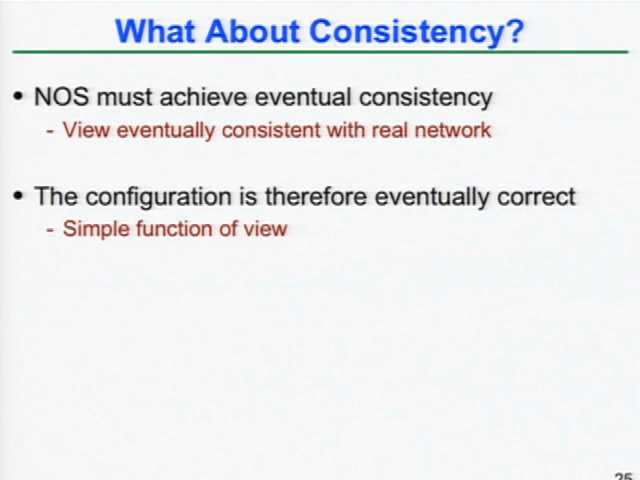 What About Consistency?
• NOS must achieve eventual consistency
- View eventually consistent with real network
• The configuration is therefore eventually correct
- Simple function of view
25